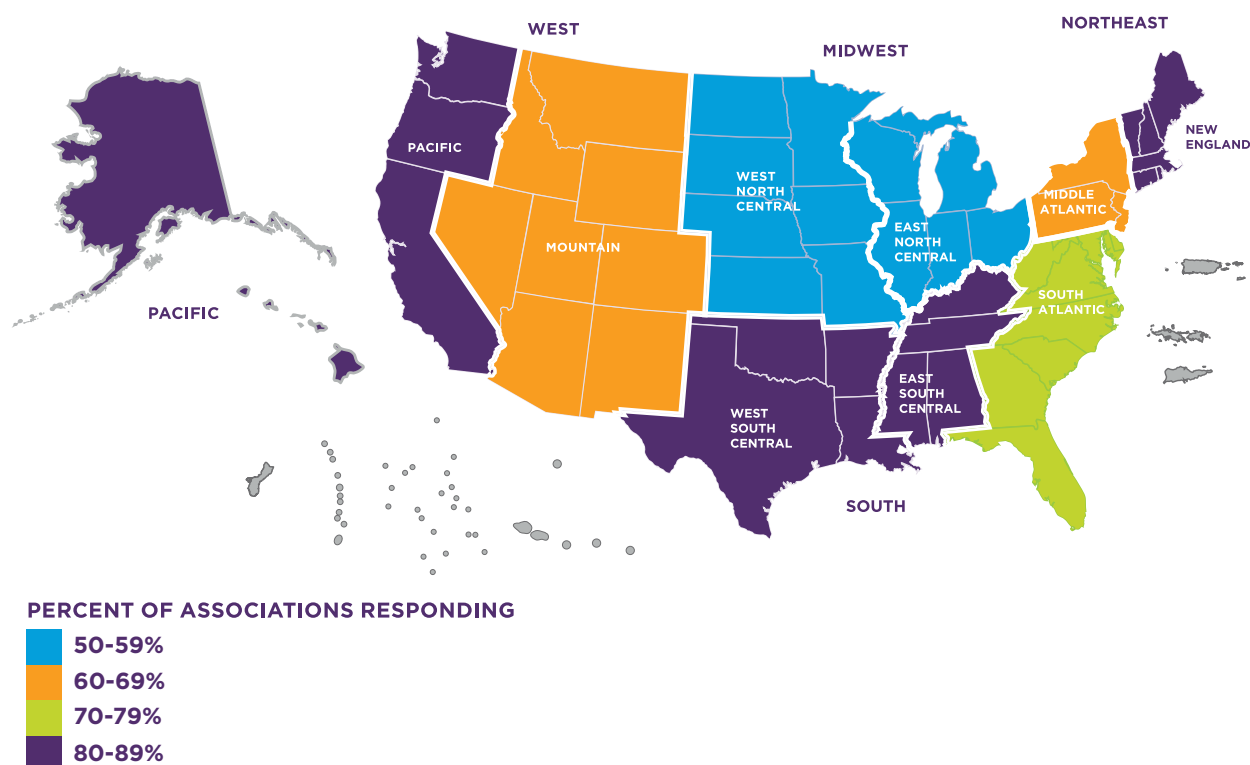 WEST
MIDWEST
NORTHEAST
NEW
ENGLAND
PACIFIC
WEST
NORTH
CENTRAL
MIDDLE
ATLANTIC
EAST
NORTH
CENTRAL
MOUNTAIN
SOUTH
ATLANTIC
PACIFIC
EAST
SOUTH
CENTRAL
WEST
SOUTH
CENTRAL
SOUTH
PERCENT OF ASSOCIATIONS RESPONDING
50-59%
60-69%
70-79%
80-89%